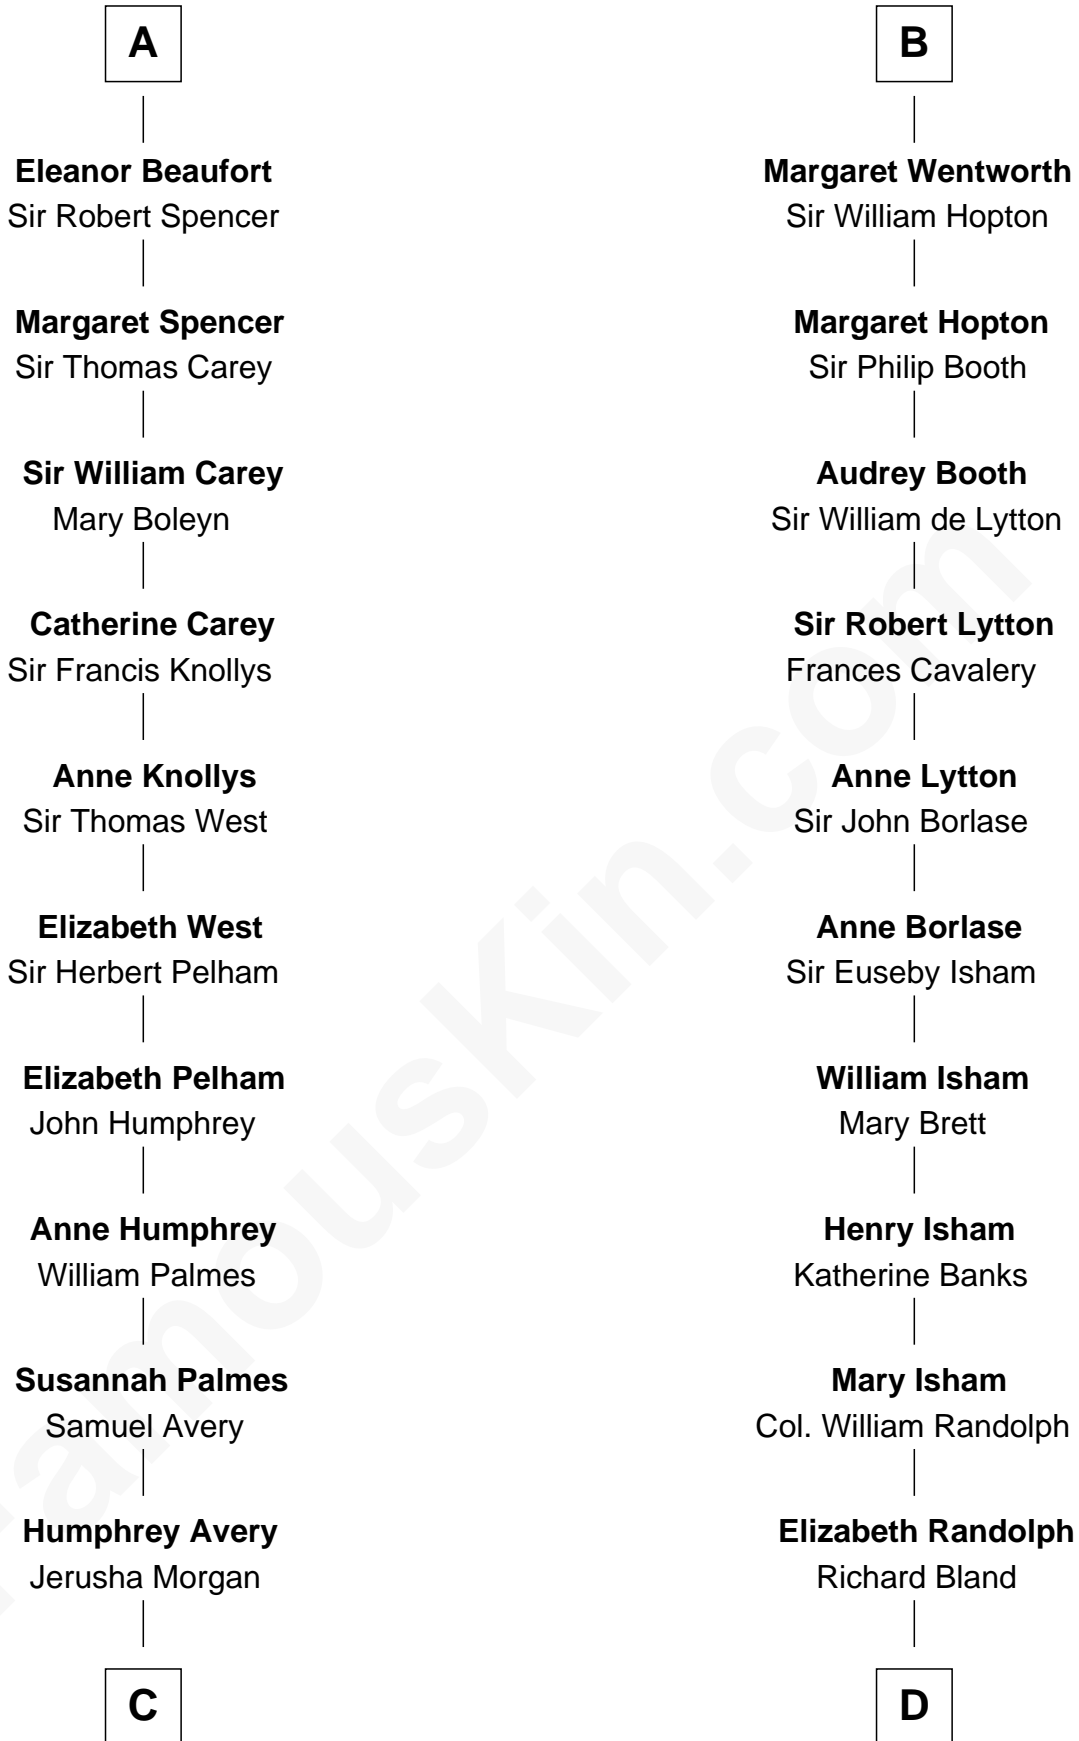 A
Eleanor Beaufort
Sir Robert Spencer
Margaret Spencer
Sir Thomas Carey
Sir William Carey
Mary Boleyn
Catherine Carey
Sir Francis Knollys
Anne Knollys
Sir Thomas West
Elizabeth West
Sir Herbert Pelham
Elizabeth Pelham
John Humphrey
Anne Humphrey
William Palmes
Susannah Palmes
Samuel Avery
Humphrey Avery
Jerusha Morgan
C
B
Margaret Wentworth
Sir William Hopton
Margaret Hopton
Sir Philip Booth
Audrey Booth
Sir William de Lytton
Sir Robert Lytton
Frances Cavalery
Anne Lytton
Sir John Borlase
Anne Borlase
Sir Euseby Isham
William Isham
Mary Brett
Henry Isham
Katherine Banks
Mary Isham
Col. William Randolph
Elizabeth Randolph
Richard Bland
D
FamousKin.com